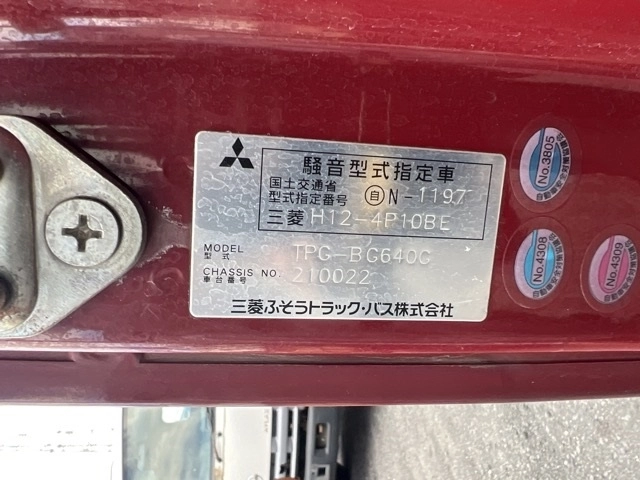 騒音型式指定車
国土交通省
型式指定番号 自N-1197
三菱 H12-4P10BE
MODEL
型式 TPG-BG640G
CHASSIS NO. 210022
車台番号
三菱ふそうトラック・バス株式会社
No.3805
No.4308
No.4309